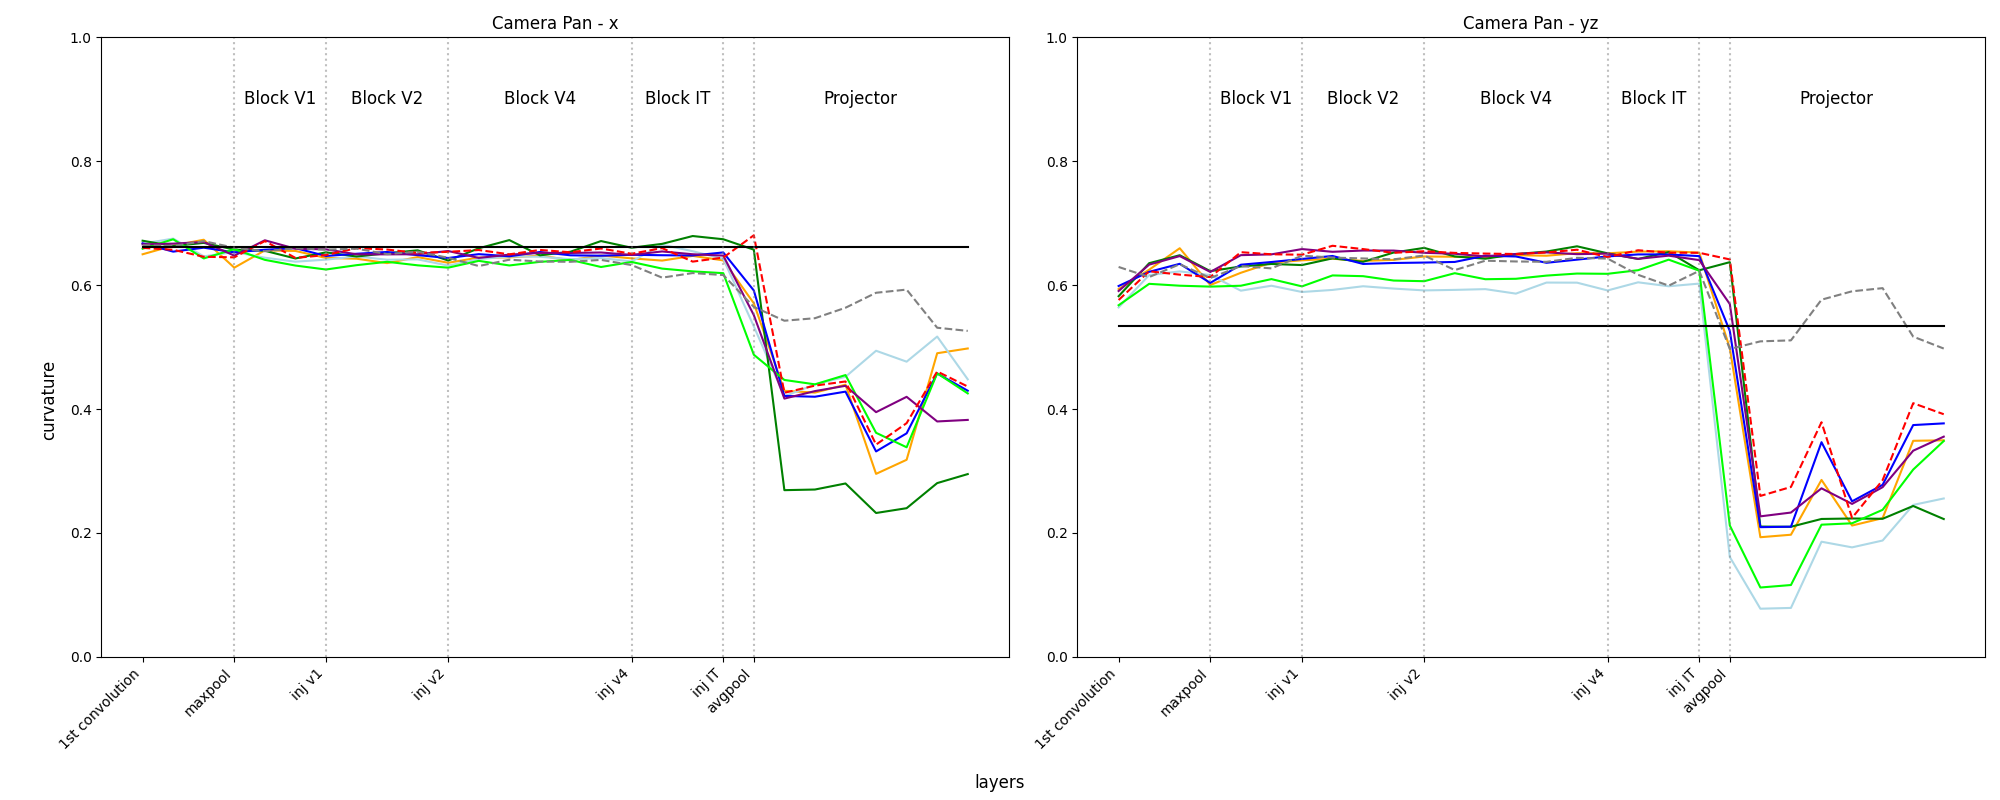 Camera Pan - x
1.0
0.8
0.6
0.4
0.2
0.0
curvature
Block V1
Block V2
Block V4
Block IT
Projector
1st convolution
maxpool
inj v1
inj v2
inj v4
inj IT
avgpool
Camera Pan - yz
1.0
0.8
0.6
0.4
0.2
0.0
Block V1
Block V2
Block V4
Block IT
Projector
1st convolution
maxpool
inj v1
inj v2
inj v4
inj IT
avgpool
layers